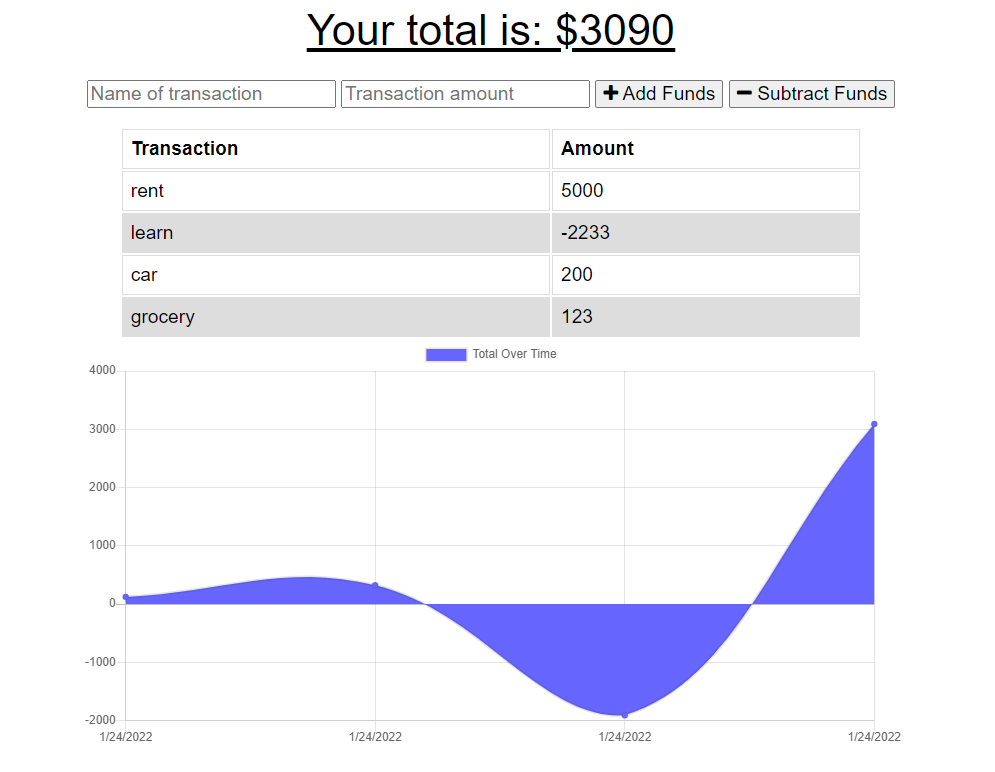 Your total is: $3090
Name of transaction Transaction amount Add Funds Subtract Funds
Transaction Amount
rent 5000
learn -2233
car 200
grocery 123
Total Over Time
4000
3000
2000
1000
0
-1000
-2000
1/24/2022 1/24/2022 1/24/2022 1/24/2022